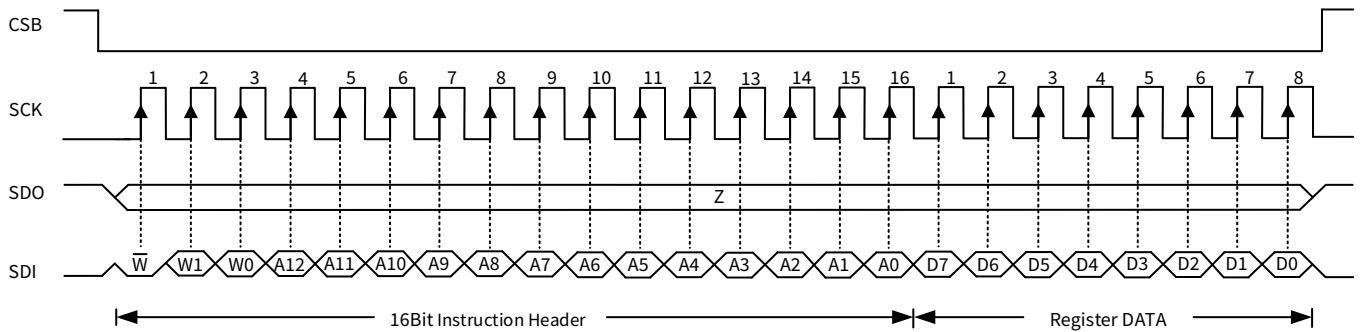 CSB
1 2 3 4 5 6 7 8 9 10 11 12 13 14 15 16 1 2 3 4 5 6 7 8
SCK
SDO Z
SDI W̅ W1 W0 A12 A11 A10 A9 A8 A7 A6 A5 A4 A3 A2 A1 A0 D7 D6 D5 D4 D3 D2 D1 D0
16Bit Instruction Header Register DATA